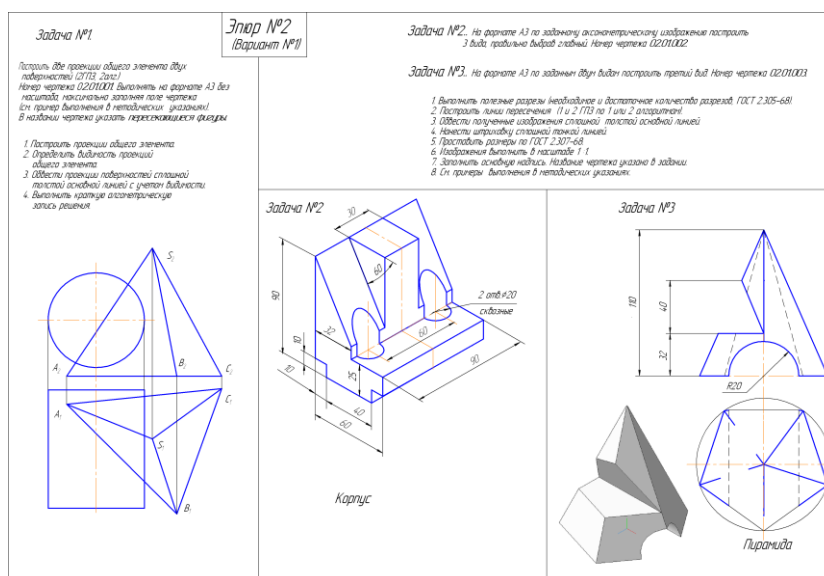 Задача №1.
Эпюр №2
(Вариант №1)
Построить две проекции общего элемента двух
поверхностей (2ГПЗ, 2алг.)
Номер чертежа 02.01.001. Выполнять на формате А3 без
масштаба, максимально заполняя поле чертежа
(см. пример выполнения в методических указаниях).
В названии чертежа указать пересекающиеся фигуры.
1. Построить проекции общего элемента.
2. Определить видимость проекций
общего элемента.
3. Обвести проекции поверхностей сплошной
толстой основной линией с учетом видимости.
4. Выполнить краткую алгоритмическую
запись решения.
S2
A2
B2
C2
A1
C1
S1
B1
Задача №2.. На формате А3 по заданному аксонометрическому изображению построить
3 вида, правильно выбрав главный. Номер чертежа 02.01.002
Задача №3.. На формате А3 по заданным двум видам построить третий вид. Номер чертежа 02.01.003.
1. Выполнить полезные разрезы (необходимое и достаточное количества разрезов, ГОСТ 2.305-68).
2. Построить линии пересечения (1 и 2 ГПЗ по 1 или 2 алгоритмам).
3. Обвести полученные изображения сплошной толстой основной линией.
4. Нанести штриховку сплошной тонкой линией.
5. Проставить размеры по ГОСТ 2.307-68.
6. Изображения выполнить в масштабе 1:1
7. Заполнить основную надпись. Название чертежа указано в задании.
8. См. примеры выполнения в методических указаниях.
Задача №2
30
60
90
2 отв.⌀20
сквозные
32
60
10
90
10
25
40
60
Корпус
Задача №3
110
40
32
R20
Пирамида